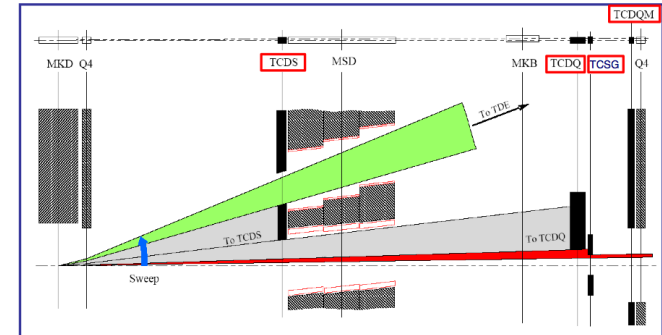 TCDQM
MKD Q4 TCDS MSD MKB TCDQ TCSG Q4
To TDE
To TCDS
To TCDQ
Sweep